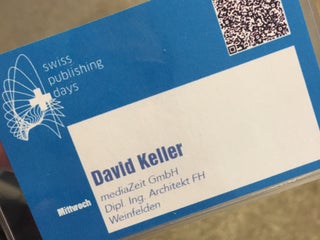 swiss
publishing
days
Mittwoch
David Keller
mediaZeit GmbH
Dipl. Ing. Architekt FH
Weinfelden